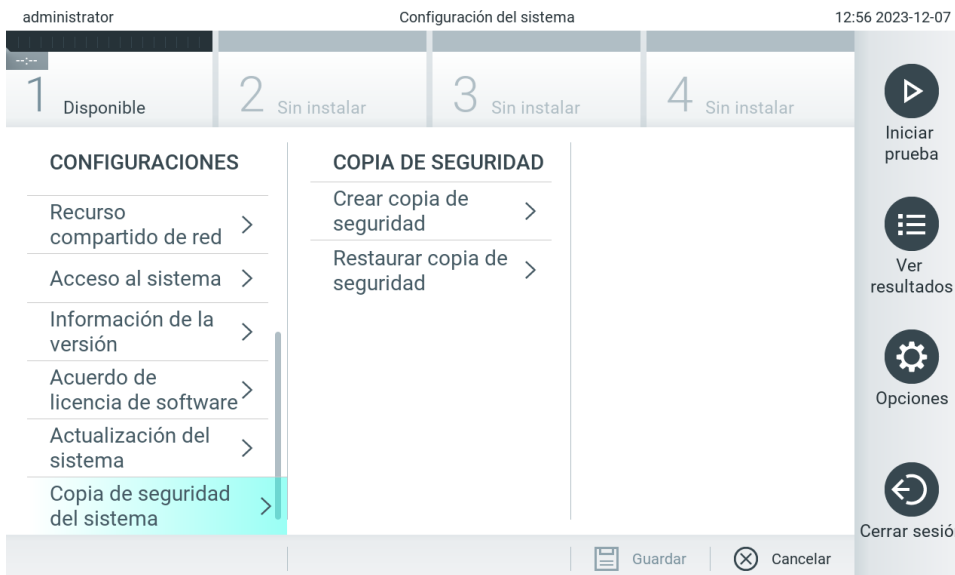 administrator
Configuración del sistema
12:56 2023-12-07
--:--
1 Disponible
2 Sin instalar
3 Sin instalar
4 Sin instalar
CONFIGURACIONES
Recurso
compartido de red
Acceso al sistema
Información de la
versión
Acuerdo de
licencia de software
Actualización del
sistema
Copia de seguridad
del sistema
COPIA DE SEGURIDAD
Crear copia de
seguridad
Restaurar copia de
seguridad
Iniciar
prueba
Ver
resultados
Opciones
Cerrar sesió
Guardar
Cancelar